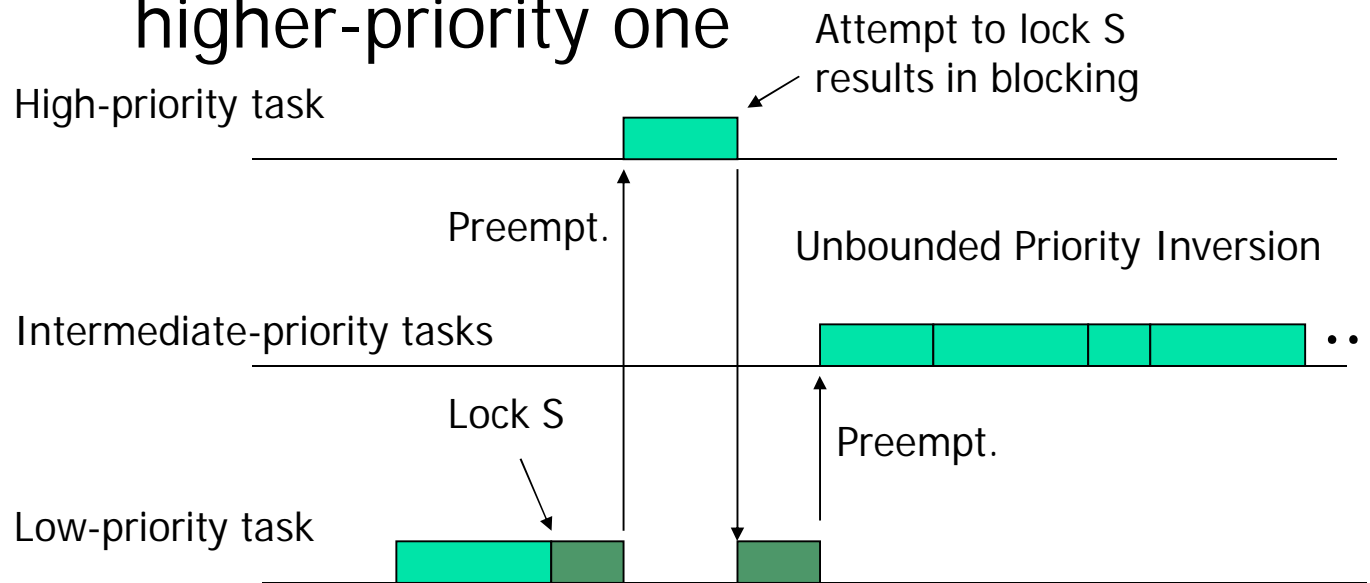 higher-priority one
Attempt to lock S
results in blocking
High-priority task
Preempt.
Unbounded Priority Inversion
Intermediate-priority tasks
Lock S
Preempt.
Low-priority task